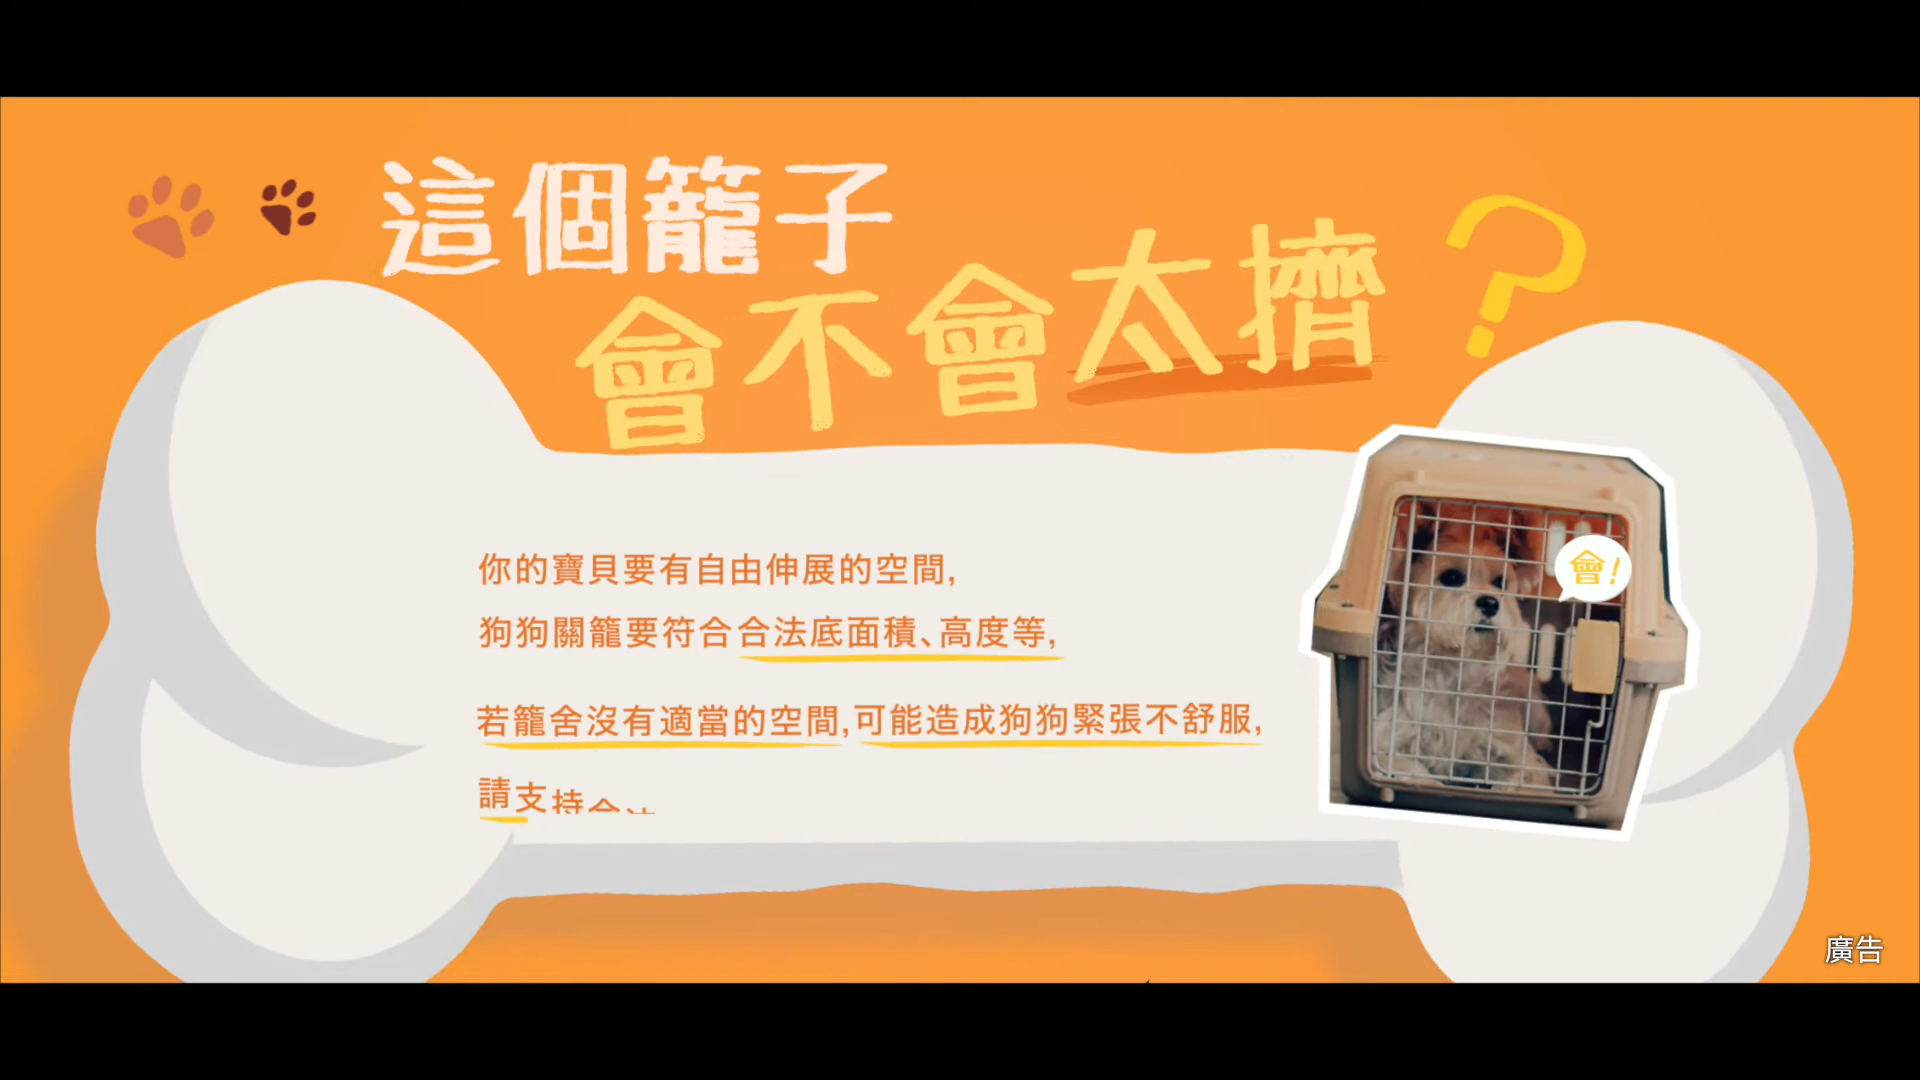 這個籠子
會不會太擠?
你的寶貝要有自由伸展的空間,
狗狗關籠要符合合法底面積、高度等,
會!
若籠舍沒有適當的空間,可能造成狗狗緊張不舒服,
請支持
廣告